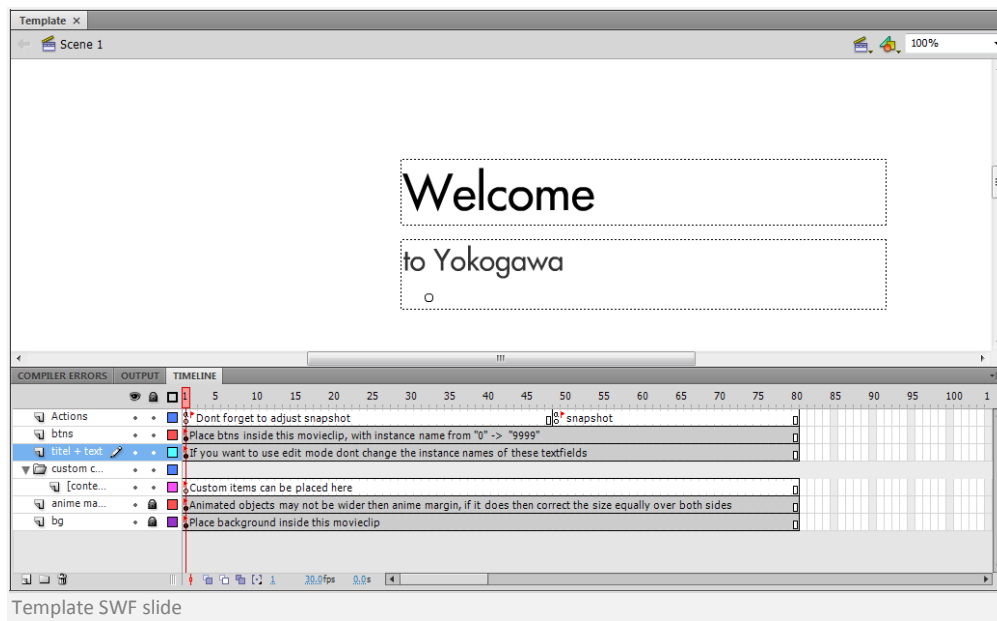 Template ×
Scene 1
100%
Welcome
to Yokogawa
COMPILER ERRORS OUTPUT TIMELINE
1 5 10 15 20 25 30 35 40 45 50 55 60 65 70 75 80 85 90 95 100 1
Actions Dont forget to adjust snapshot snapshot
btns Place btns inside this movieclip, with instance name from "0" -> "9999"
titel + text If you want to use edit mode dont change the instance names of these textfields
custom c...
[conte... Custom items can be placed here
anime ma... Animated objects may not be wider then anime margin, if it does then correct the size equally over both sides
bg Place background inside this movieclip
1 30.0fps 0.0s
Template SWF slide